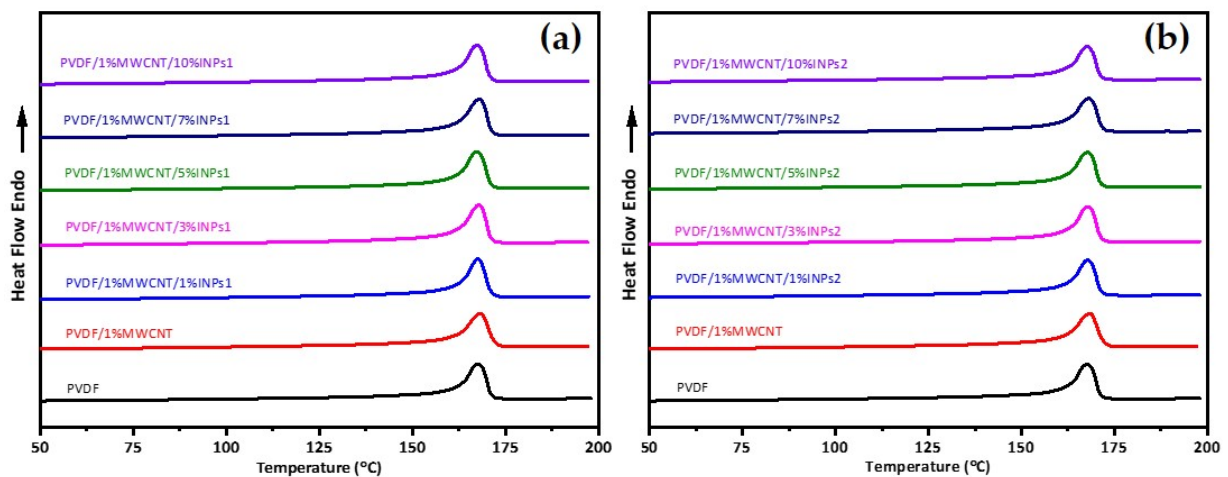 (a)
PVDF/1%MWCNT/10%INPs1
PVDF/1%MWCNT/7%INPs1
PVDF/1%MWCNT/5%INPs1
PVDF/1%MWCNT/3%INPs1
PVDF/1%MWCNT/1%INPs1
PVDF/1%MWCNT
PVDF
Heat Flow Endo
50 75 100 125 150 175 200
Temperature (°C)
(b)
PVDF/1%MWCNT/10%INPs2
PVDF/1%MWCNT/7%INPs2
PVDF/1%MWCNT/5%INPs2
PVDF/1%MWCNT/3%INPs2
PVDF/1%MWCNT/1%INPs2
PVDF/1%MWCNT
PVDF
Heat Flow Endo
50 75 100 125 150 175 200
Temperature (°C)